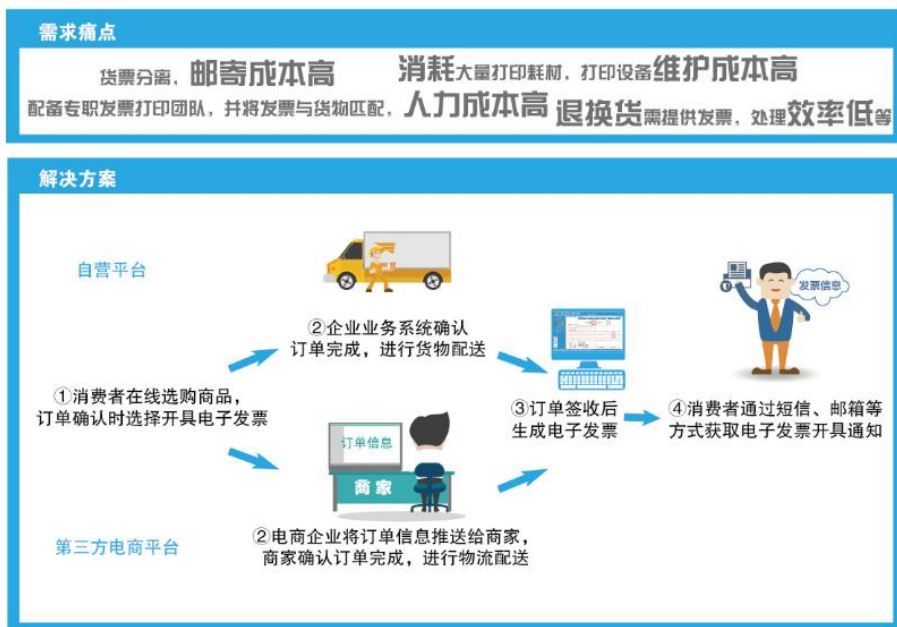 需求痛点
货票分离，邮寄成本高 消耗大量打印耗材，打印设备维护成本高
配备专职发票打印团队，并将发票与货物匹配，人力成本高 退换货需提供发票，处理效率低等
解决方案
自营平台
发票信息
②企业业务系统确认
订单完成，进行货物配送
①消费者在线选购商品，
订单确认时选择开具电子发票
③订单签收后
生成电子发票
④消费者通过短信、邮箱等
方式获取电子发票开具通知
订单信息
商家
第三方电商平台
②电商企业将订单信息推送给商家，
商家确认订单完成，进行物流配送